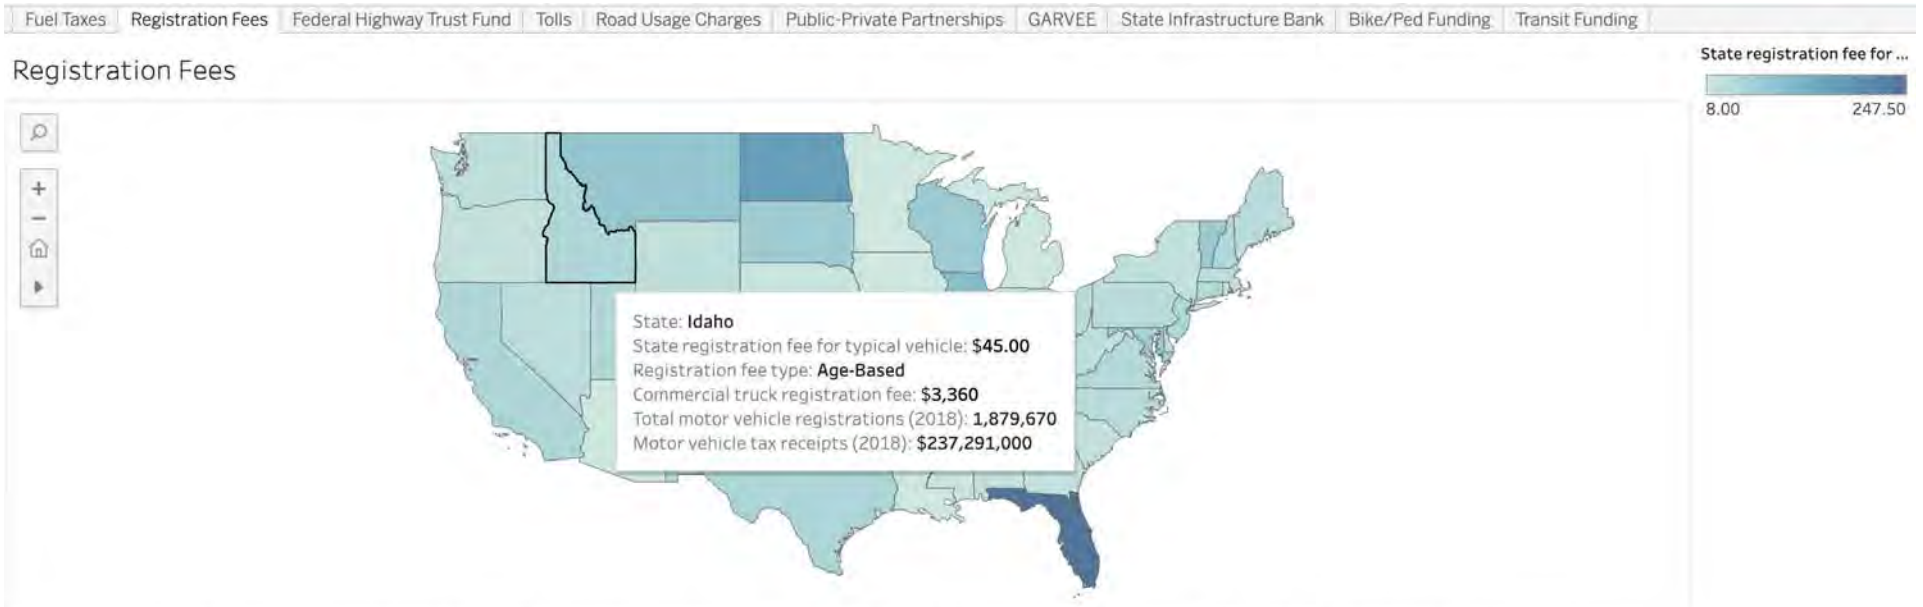 Fuel Taxes Registration Fees Federal Highway Trust Fund Tolls Road Usage Charges Public-Private Partnerships GARVEE State Infrastructure Bank Bike/Ped Funding Transit Funding
Registration Fees
State registration fee for ...
8.00 247.50
State: Idaho
State registration fee for typical vehicle: $45.00
Registration fee type: Age-Based
Commercial truck registration fee: $3,360
Total motor vehicle registrations (2018): 1,879,670
Motor vehicle tax receipts (2018): $237,291,000